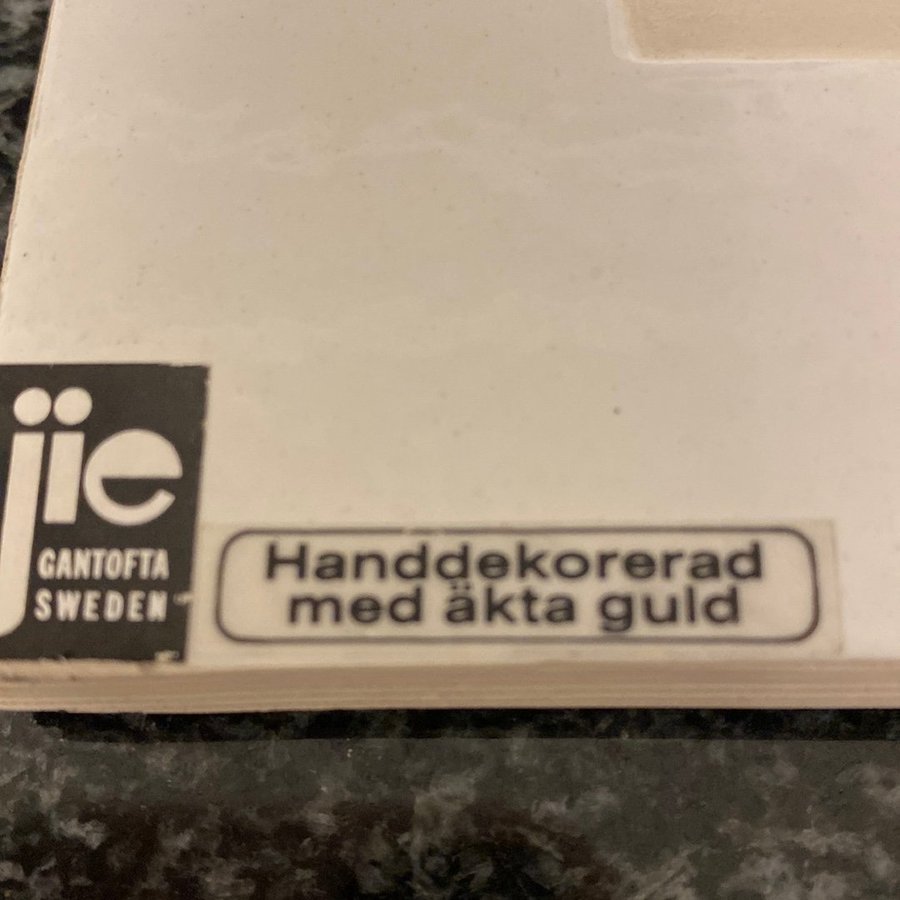 jie
GANTOFTA
SWEDEN
Handdekorerad
med äkta guld